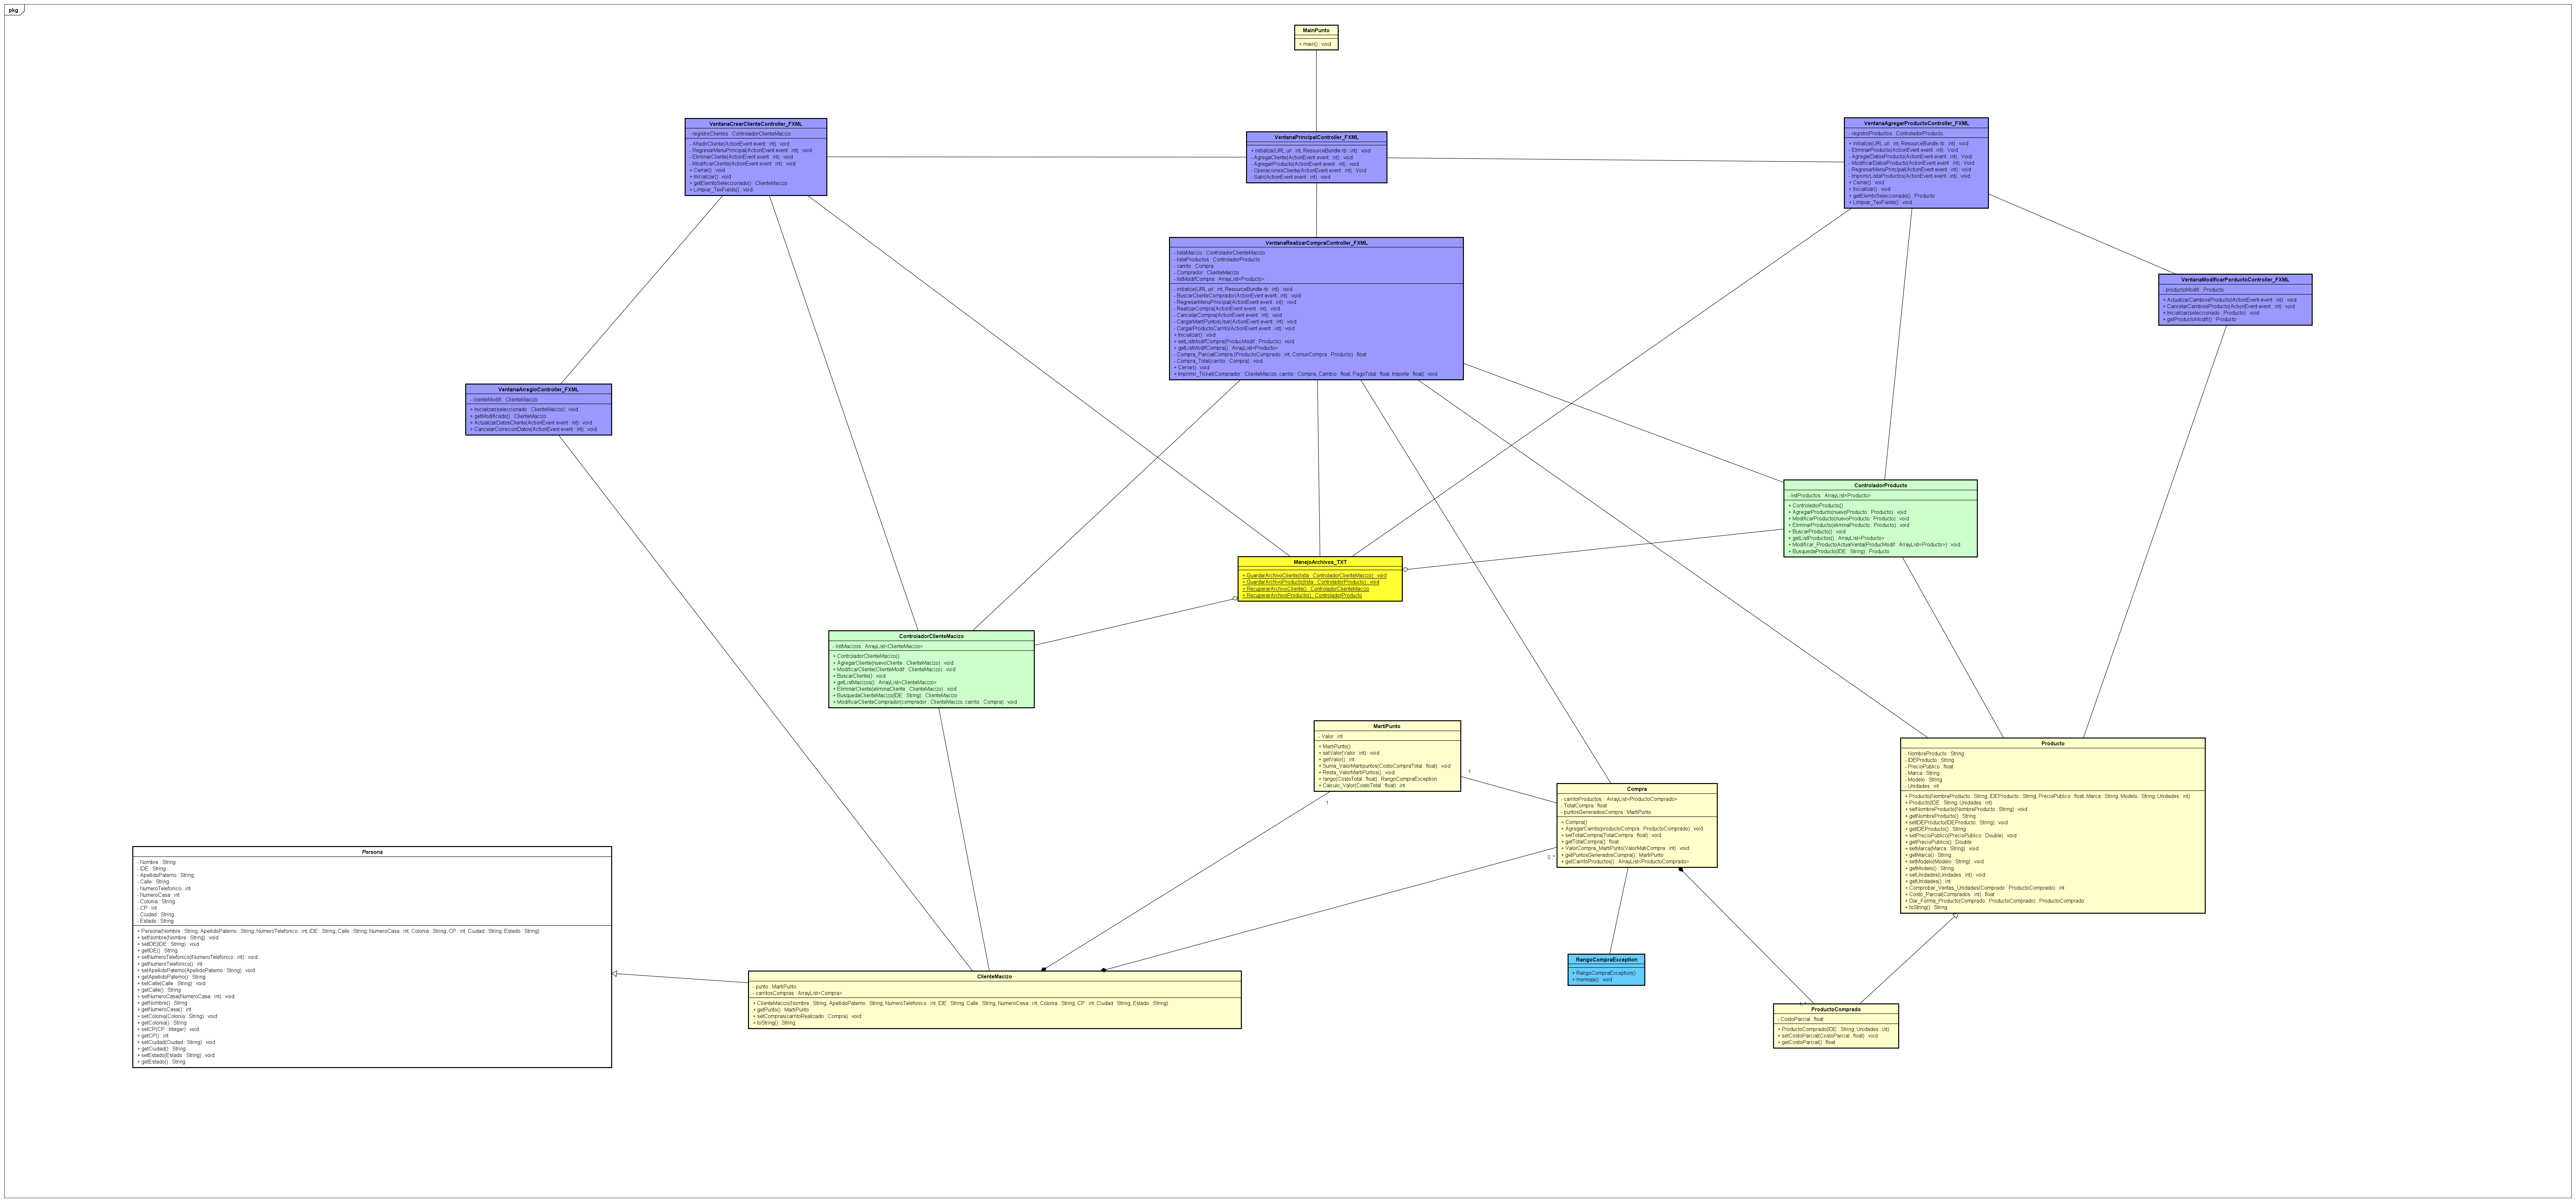 pkg
MainPunto
+ main() : void
VentanaCrearClienteController_FXML
- registroClientes : ControladorClienteMacizo
- AñadirCliente(ActionEvent event : int) : void
- RegresarMenuPrincipal(ActionEvent event : int) : void
- EliminarCliente(ActionEvent event : int) : void
- ModificarCliente(ActionEvent event : int) : void
+ Cerrar() : void
+ Inicializar() : void
+ getElemtoSeleccionado() : ClienteMacizo
+ Limpiar_TexFields() : void
VentanaPrincipalController_FXML
+ initialize(URL url : int, ResourceBundle rb : int) : void
- AgregaCliente(ActionEvent event : int) : void
- AgregarProducto(ActionEvent event : int) : void
- OperacionesCliente(ActionEvent event : int) : Void
- Salir(ActionEvent event : int) : void
VentanaAgregarProductoController_FXML
- registroProductos : ControladorProducto
+ initialize(URL url : int, ResourceBundle rb : int) : void
- EliminarProducto(ActionEvent event : int) : Void
- AgregarDatosProducto(ActionEvent event : int) : Void
- ModificarDatosProducto(ActionEvent event : int) : Void
- RegresarMenuPrincipal(ActionEvent event : int) : void
- ImprimirListaProductos(ActionEvent event : int) : void
+ Cerrar() : void
+ Inicializar() : void
+ getElemtoSeleccionado() : Producto
+ Limpiar_TexFields() : void
VentanaRealizarCompraController_FXML
- listaMacizo : ControladorClienteMacizo
- listaProductos : ControladorProducto
- carrito : Compra
- Comprador : ClienteMacizo
- listModifCompra : ArrayList<Producto>
- initialize(URL url : int, ResourceBundle rb : int) : void
- BuscarClienteComprador(ActionEvent event : int) : void
- RegresarMenuPrincipal(ActionEvent event : int) : void
- RealizarCompra(ActionEvent event : int) : void
- CancelarCompra(ActionEvent event : int) : void
- CargarMartiPuntosUsar(ActionEvent event : int) : void
- CargarProductoCarrito(ActionEvent event : int) : void
+ Inicializar() : void
+ setListModifCompra(ProducModif : Producto) : void
+ getListModifCompra() : ArrayList<Producto>
- Compra_ParcialCompra (ProductoComprado : int, ComunCompra : Producto) : float
- Compra_Total(carrito : Compra) : void
+ Cerrar() : void
+ Imprimir_Ticket(Comprador : ClienteMacizo, carrito : Compra, Cambio : float, PagoTotal : float, Importe : float) : void
VentanaModificarPorductoController_FXML
- productoModifi : Producto
+ ActualizarCambiosProducto(ActionEvent event : int) : void
+ CancelarCambiosProducto(ActionEvent event : int) : void
+ Inicializar(seleccionado : Producto) : void
+ getProductoModifi() : Producto
VentanaArregloController_FXML
- clienteModifi : ClienteMacizo
+ Inicializar(seleccionado : ClienteMacizo) : void
+ getModificado() : ClienteMacizo
+ ActualizarDatosCliente(ActionEvent event : int) : void
+ CancelarCorrecionDatos(ActionEvent event : int) : void
ControladorProducto
- listProductos : ArrayList<Producto>
+ ControladorProducto()
+ AgregarProducto(nuevoProducto : Producto) : void
+ ModificarProducto(nuevoProducto : Producto) : void
+ EliminarProducto(eliminaProducto : Producto) : void
+ BuscarProducto() : void
+ getListProductos() : ArrayList<Producto>
+ Modificar_ProductoActualVenta(ProducModif : ArrayList<Producto>) : void
+ BusquedaProducto(IDE : String) : Producto
ManejoArchivos_TXT
+ GuardarArchivoCliente(lista : ControladorClienteMacizo) : void
+ GuardarArchivoProducto(lista : ControladorProducto) : void
+ RecuperarArchivoCliente() : ControladorClienteMacizo
+ RecuperarArchivoProducto() : ControladorProducto
ControladorClienteMacizo
- listMacizos : ArrayList<ClienteMacizo>
+ ControladorClienteMacizo()
+ AgregarCliente(nuevoCliente : ClienteMacizo) : void
+ ModificarCliente(ClienteModif : ClienteMacizo) : void
+ BuscarCliente() : void
+ getListMacizos() : ArrayList<ClienteMacizo>
+ EliminarCliente(eliminaCliente : ClienteMacizo) : void
+ BusquedaClienteMacizo(IDE : String) : ClienteMacizo
+ ModificarClienteComprador(comprador : ClienteMacizo, carrito : Compra) : void
MartiPunto
- Valor : int
+ MartiPunto()
+ setValor(Valor : int) : void
+ getValor() : int
+ Suma_ValorMartipuntos(CostoCompraTotal : float) : void
+ Resta_ValorMartiPuntos() : void
+ rango(CostoTotal : float) : RangoCompraException
+ Calculo_Valor(CostoTotal : float) : int
1
1
Producto
- NombreProducto : String
- IDEProducto : String
- PrecioPublico : float
- Marca : String
- Modelo : String
- Unidades : int
+ Producto(NombreProducto : String, IDEProducto : String, PrecioPublico : float, Marca : String, Modelo : String, Unidades : int)
+ Producto(IDE : String, Unidades : int)
+ setNombreProducto(NombreProducto : String) : void
+ getNombreProducto() : String
+ setIDEProducto(IDEProducto : String) : void
+ getIDEProducto() : String
+ setPrecioPublico(PrecioPublico : Double) : void
+ getPrecioPublico() : Double
+ setMarca(Marca : String) : void
+ getMarca() : String
+ setModelo(Modelo : String) : void
+ getModelo() : String
+ setUnidades(Unidades : int) : void
+ getUnidades() : int
+ Comprobar_Ventas_Unidades(Comprado : ProductoComprado) : int
+ Costo_Parcial(Comprados : int) : float
+ Dar_Forma_Producto(Comprado : ProductoComprado) : ProductoComprado
+ toString() : String
Compra
- carritoProductos : ArrayList<ProductoComprado>
- TotalCompra : float
- puntosGeneradosCompra : MartiPunto
+ Compra()
+ AgregarCarrito(productoCompra : ProductoComprado) : void
+ setTotalCompra(TotalCompra : float) : void
+ getTotalCompra() : float
+ ValorCompra_MartiPunto(ValorMatiCompra : int) : void
+ getPuntosGeneradosCompra() : MartiPunto
+ getCarritoProductos() : ArrayList<ProductoComprado>
0..*
Persona
- Nombre : String
- IDE : String
- ApellidoPaterno : String
- Calle : String
- NumeroTelefonico : int
- NumeroCasa : int
- Colonia : String
- CP : int
- Ciudad : String
- Estado : String
+ Persona(Nombre : String, ApellidoPaterno : String, NumeroTelefonico : int, IDE : String, Calle : String, NumeroCasa : int, Colonia : String, CP : int, Ciudad : String, Estado : String)
+ setNombre(Nombre : String) : void
+ setIDE(IDE : String) : void
+ getIDE() : String
+ setNumeroTelefonico(NumeroTelefonico : int) : void
+ getNumeroTelefonico() : int
+ setApellidoPaterno(ApellidoPaterno : String) : void
+ getApellidoPaterno() : String
+ setCalle(Calle : String) : void
+ getCalle() : String
+ setNumeroCasa(NumeroCasa : int) : void
+ getNombre() : String
+ getNumeroCasa() : int
+ setColonia(Colonia : String) : void
+ getColonia() : String
+ setCP(CP : Integer) : void
+ getCP() : int
+ setCiudad(Ciudad : String) : void
+ getCiudad() : String
+ setEstado(Estado : String) : void
+ getEstado() : String
ClienteMacizo
- punto : MartiPunto
- carritosCompras : ArrayList<Compra>
+ ClienteMacizo(Nombre : String, ApellidoPaterno : String, NumeroTelefonico : int, IDE : String, Calle : String, NumeroCasa : int, Colonia : String, CP : int, Ciudad : String, Estado : String)
+ getPunto() : MartiPunto
+ setCompras(carritoRealizado : Compra) : void
+ toString() : String
RangoCompraException
+ RangoCompraException()
+ mensaje() : void
ProductoComprado
- CostoParcial : float
+ ProductoComprado(IDE : String, Unidades : int)
+ setCostoParcial(CostoParcial : float) : void
+ getCostoParcial() : float